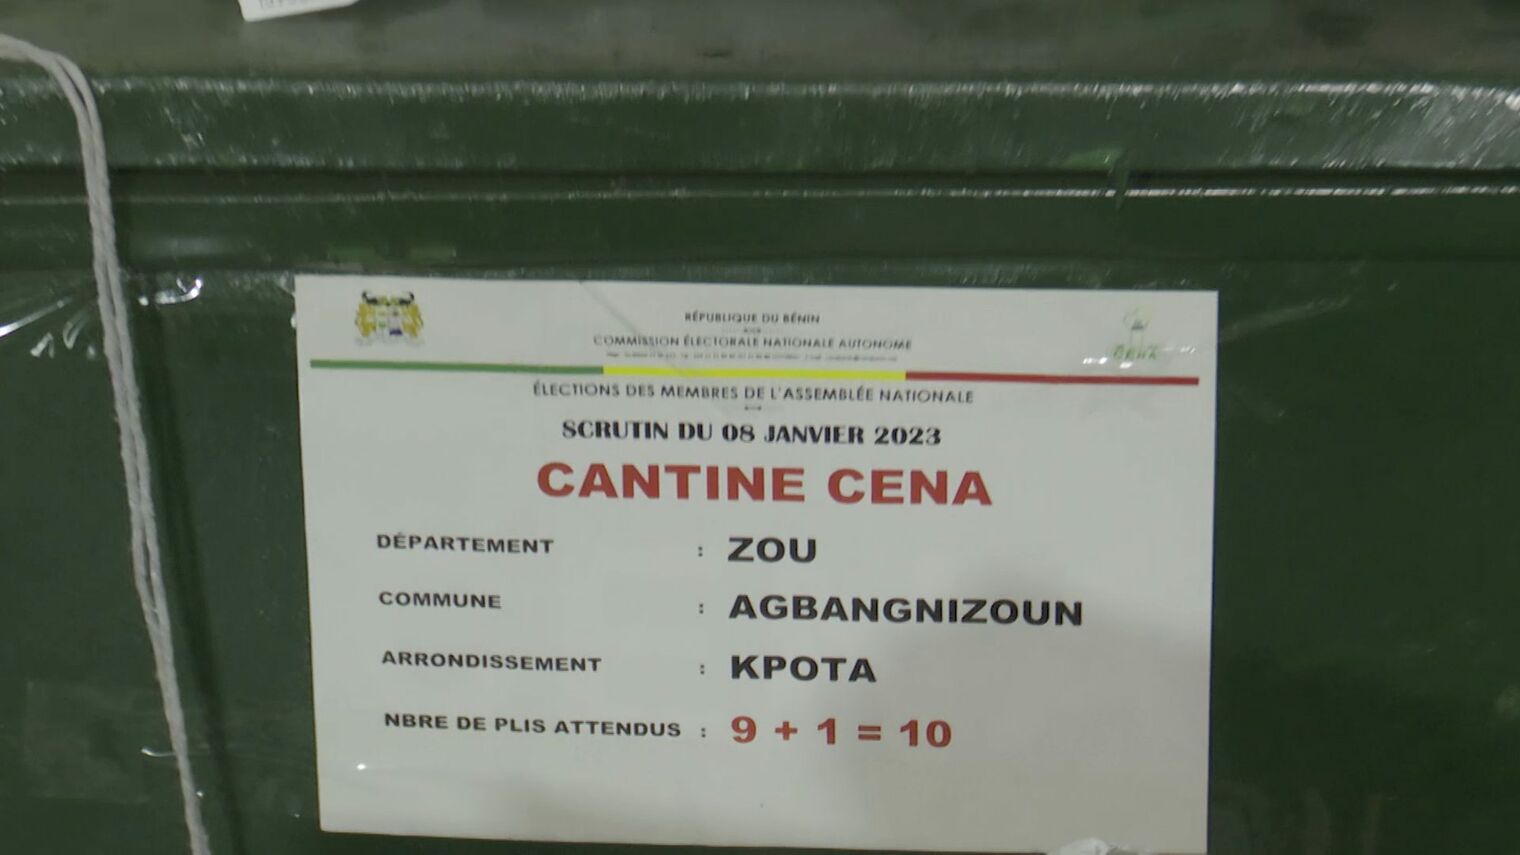 RÉPUBLIQUE DU BÉNIN
COMMISSION ÉLECTORALE NATIONALE AUTONOME
CENA
ÉLECTIONS DES MEMBRES DE L'ASSEMBLÉE NATIONALE
SCRUTIN DU 08 JANVIER 2023
CANTINE CENA
DÉPARTEMENT : ZOU
COMMUNE : AGBANGNIZOUN
ARRONDISSEMENT : KPOTA
NBRE DE PLIS ATTENDUS : 9 + 1 = 10